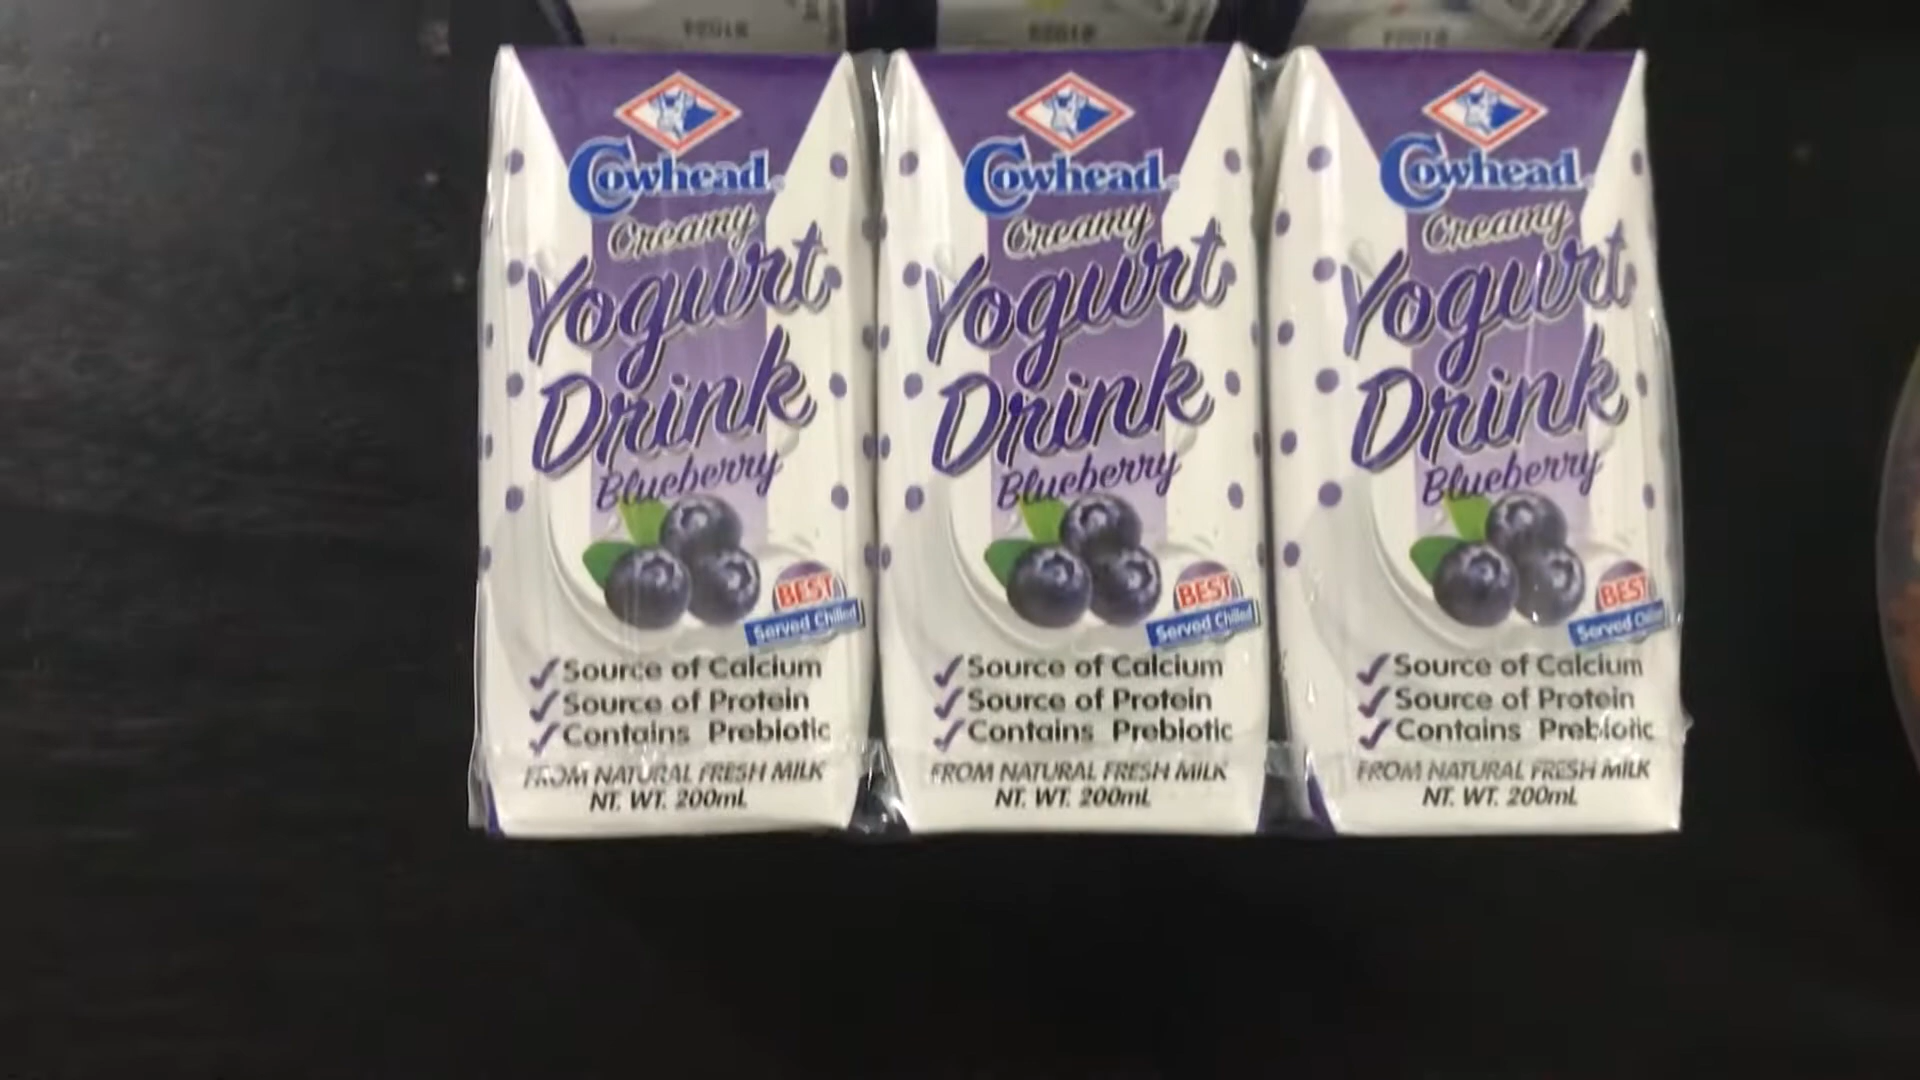 Cowhead
Creamy
Yogurt
Drink
Blueberry
BEST
Served Chilled
Source of Calcium
Source of Protein
Contains Prebiotic
FROM NATURAL FRESH MILK
NT. WT. 200mL
Cowhead
Creamy
Yogurt
Drink
Blueberry
BEST
Served Chilled
Source of Calcium
Source of Protein
Contains Prebiotic
FROM NATURAL FRESH MILK
NT. WT. 200mL
Cowhead
Creamy
Yogurt
Drink
Blueberry
BEST
Served Chilled
Source of Calcium
Source of Protein
Contains Prebiotic
FROM NATURAL FRESH MILK
NT. WT. 200mL